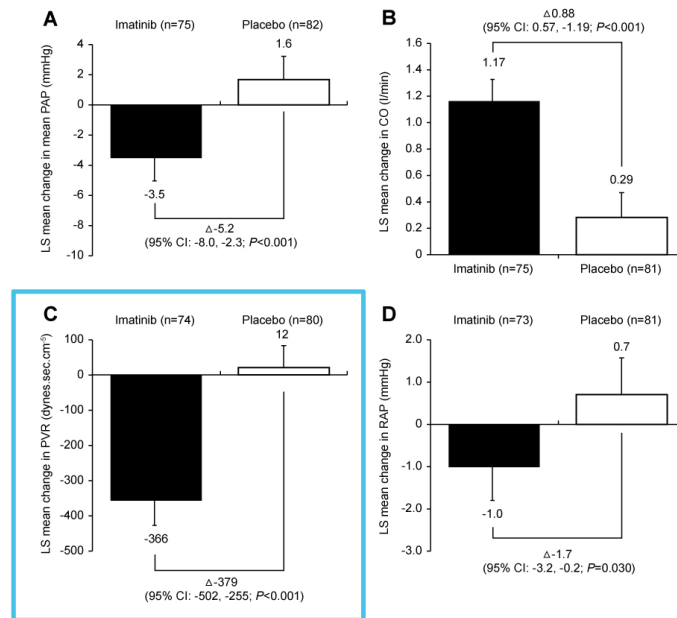 A
Imatinib (n=75) Placebo (n=82)
LS mean change in mean PAP (mmHg)
4
2
0
-2
-4
-6
-8
-10
1.6
-3.5
Δ-5.2
(95% CI: -8.0, -2.3; P<0.001)
B
Δ0.88
(95% CI: 0.57, -1.19; P<0.001)
LS mean change in CO (l/min)
1.6
1.4
1.2
1.0
0.8
0.6
0.4
0.2
0
1.17
0.29
Imatinib (n=75) Placebo (n=81)
C
Imatinib (n=74) Placebo (n=80)
LS mean change in PVR (dynes.sec.cm⁻⁵)
100
0
-100
-200
-300
-400
-500
12
-366
Δ-379
(95% CI: -502, -255; P<0.001)
D
Imatinib (n=73) Placebo (n=81)
LS mean change in RAP (mmHg)
2.0
1.0
0
-1.0
-2.0
-3.0
0.7
-1.0
Δ-1.7
(95% CI: -3.2, -0.2; P=0.030)